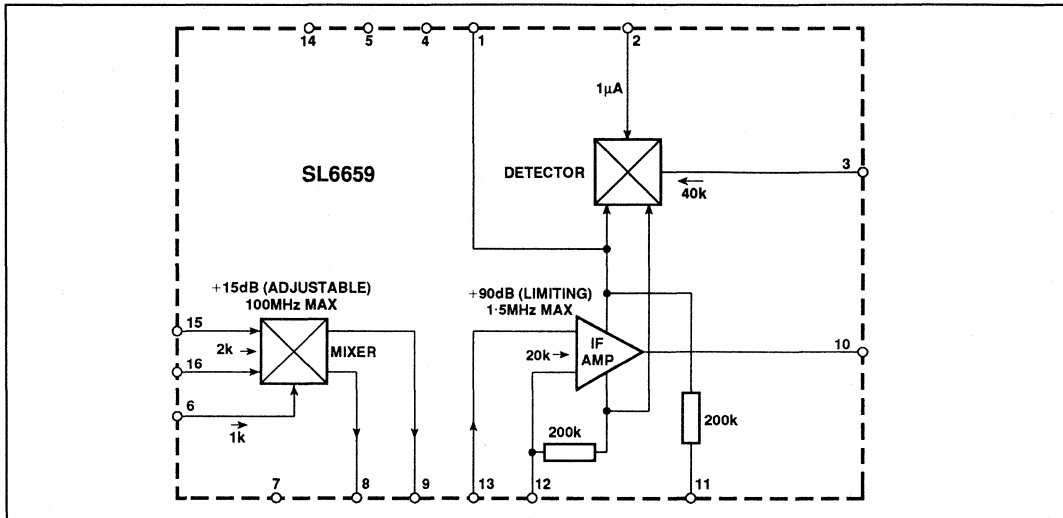 14 5 4 1 2
1µA
SL6659
DETECTOR
3
40k
+15dB (ADJUSTABLE)
100MHz MAX
+90dB (LIMITING)
1·5MHz MAX
15
2k
MIXER
16
6
1k
20k
IF
AMP
10
200k
200k
7 8 9 13 12 11